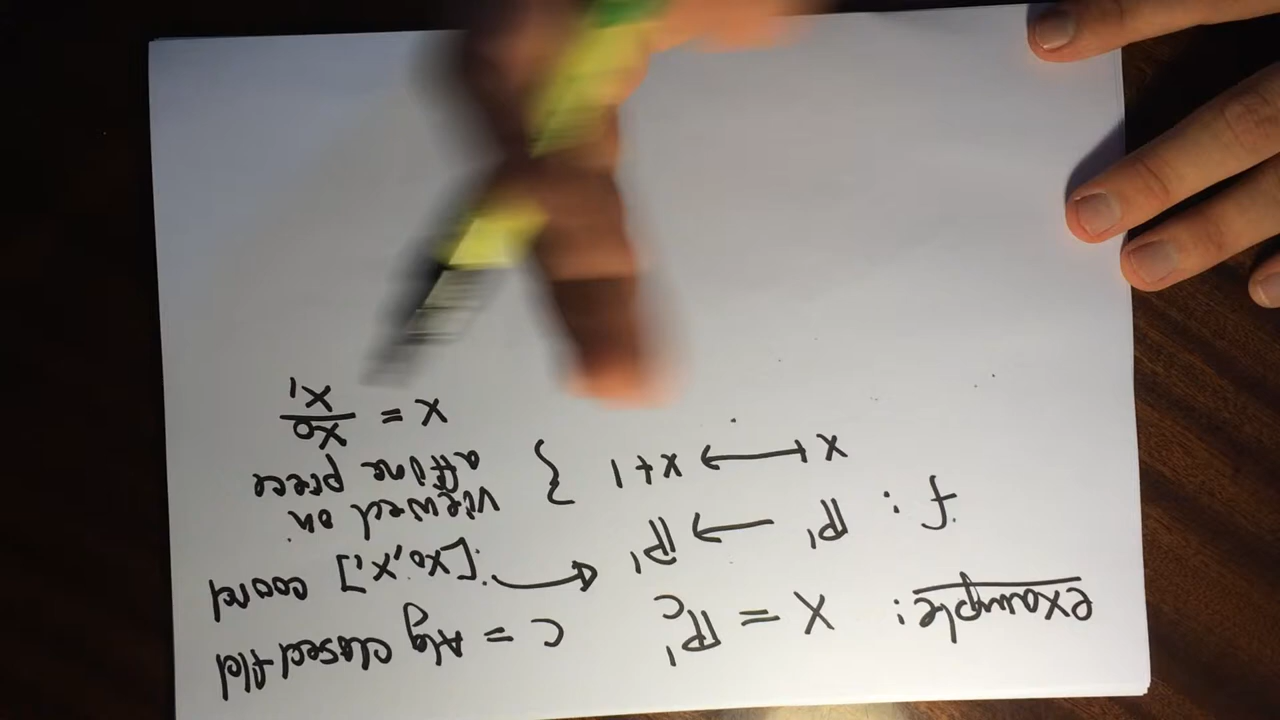 example: X = ℙ¹_C C = Alg closed fld
f: ℙ¹ → ℙ¹ [x₀, x₁] coord
x ↦ x+1 } viewed on affine piece
x = x₀/x₁